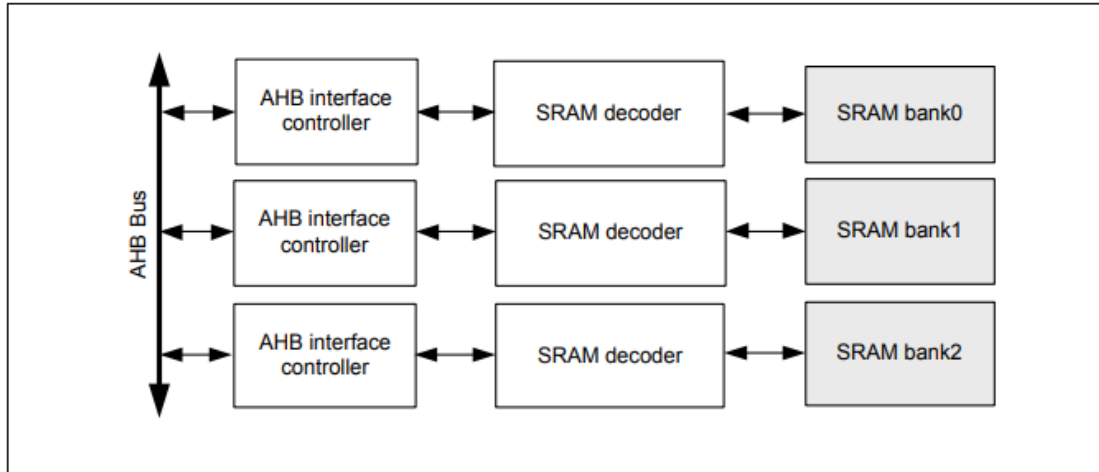 AHB Bus
AHB interface
controller
SRAM decoder
SRAM bank0
AHB interface
controller
SRAM decoder
SRAM bank1
AHB interface
controller
SRAM decoder
SRAM bank2